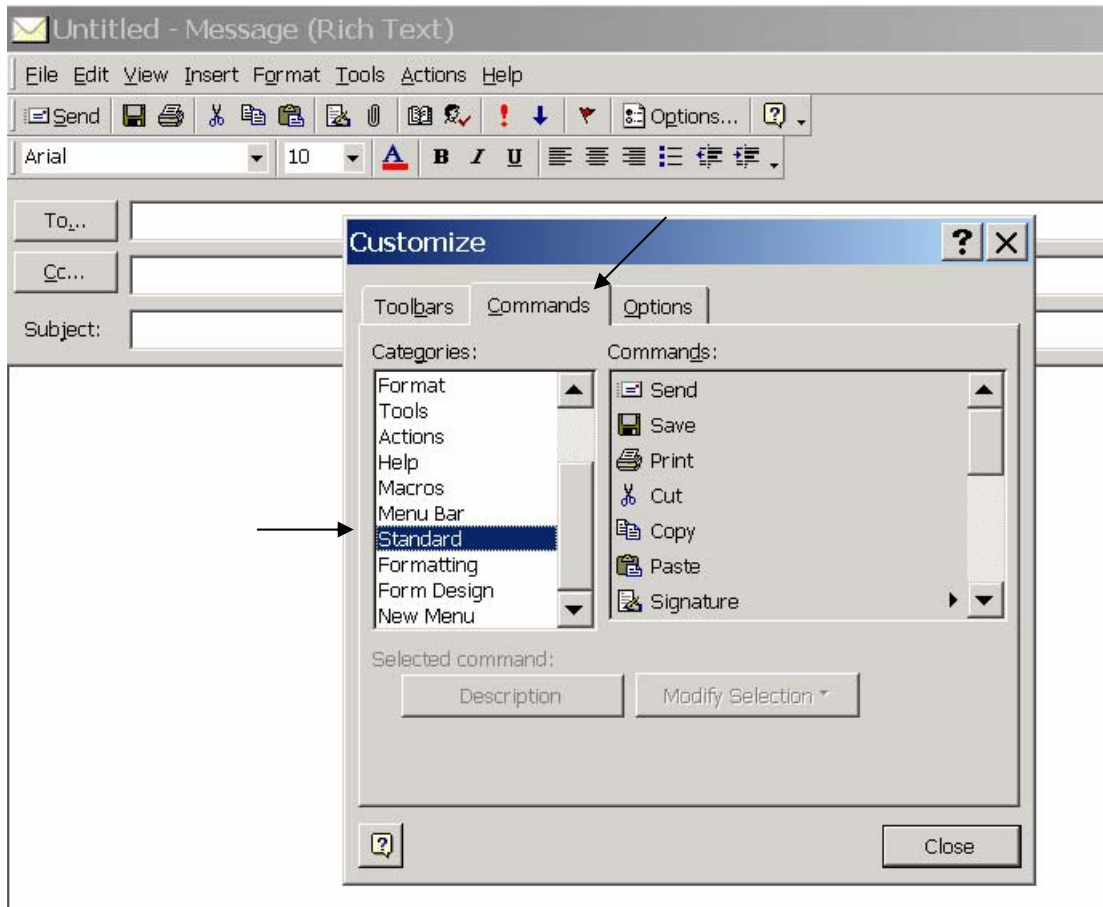 Untitled - Message (Rich Text)
File Edit View Insert Format Tools Actions Help
Send Options...
Arial 10 A B I U
To...
Cc...
Subject:
Customize
Toolbars Commands Options
Categories: Commands:
Format
Tools
Actions
Help
Macros
Menu Bar
Standard
Formatting
Form Design
New Menu
Send
Save
Print
Cut
Copy
Paste
Signature
Selected command:
Description Modify Selection
Close